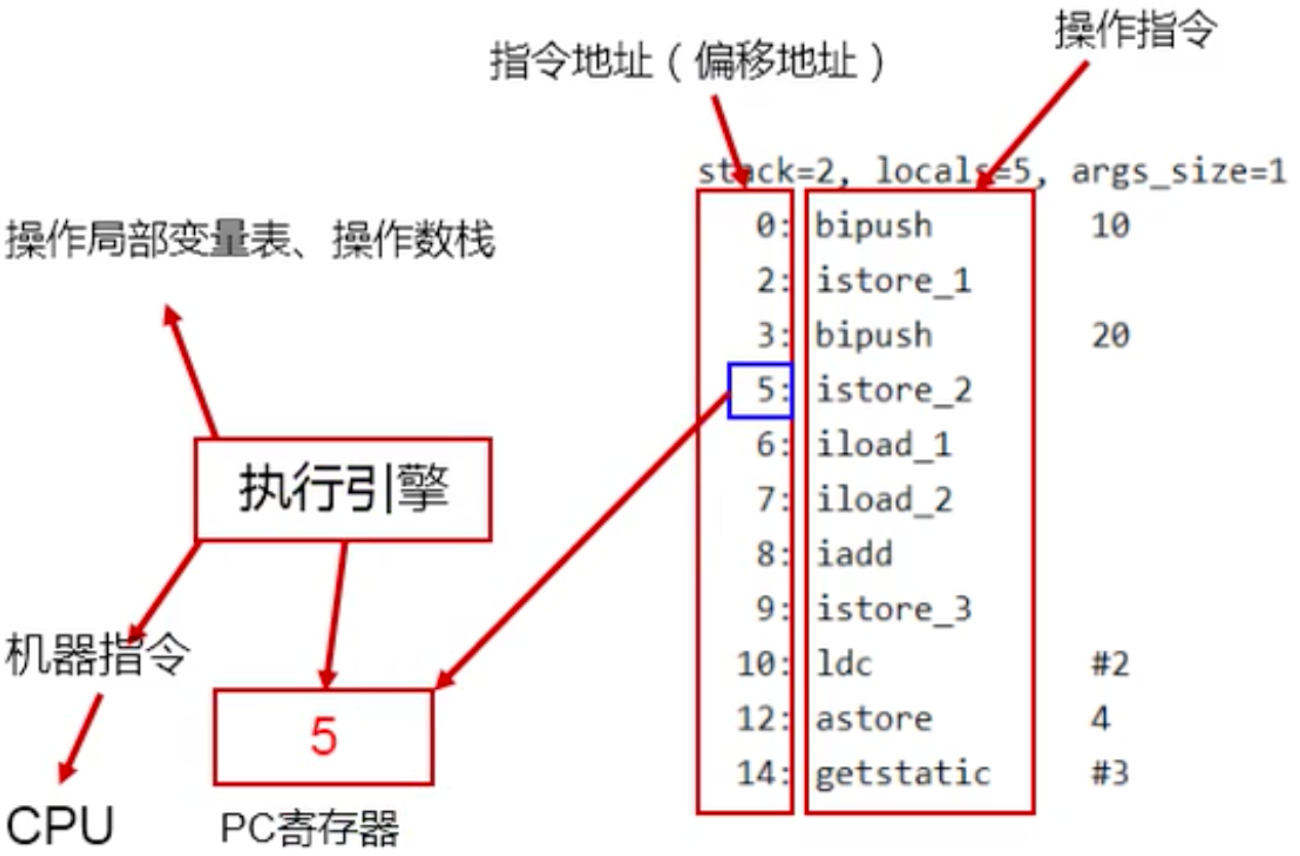 操作指令
指令地址（偏移地址）
stack=2, locals=5, args_size=1
0: bipush 10
2: istore_1
3: bipush 20
5: istore_2
6: iload_1
7: iload_2
8: iadd
9: istore_3
10: ldc #2
12: astore 4
14: getstatic #3
操作局部变量表、操作数栈
执行引擎
机器指令
5
CPU
PC寄存器